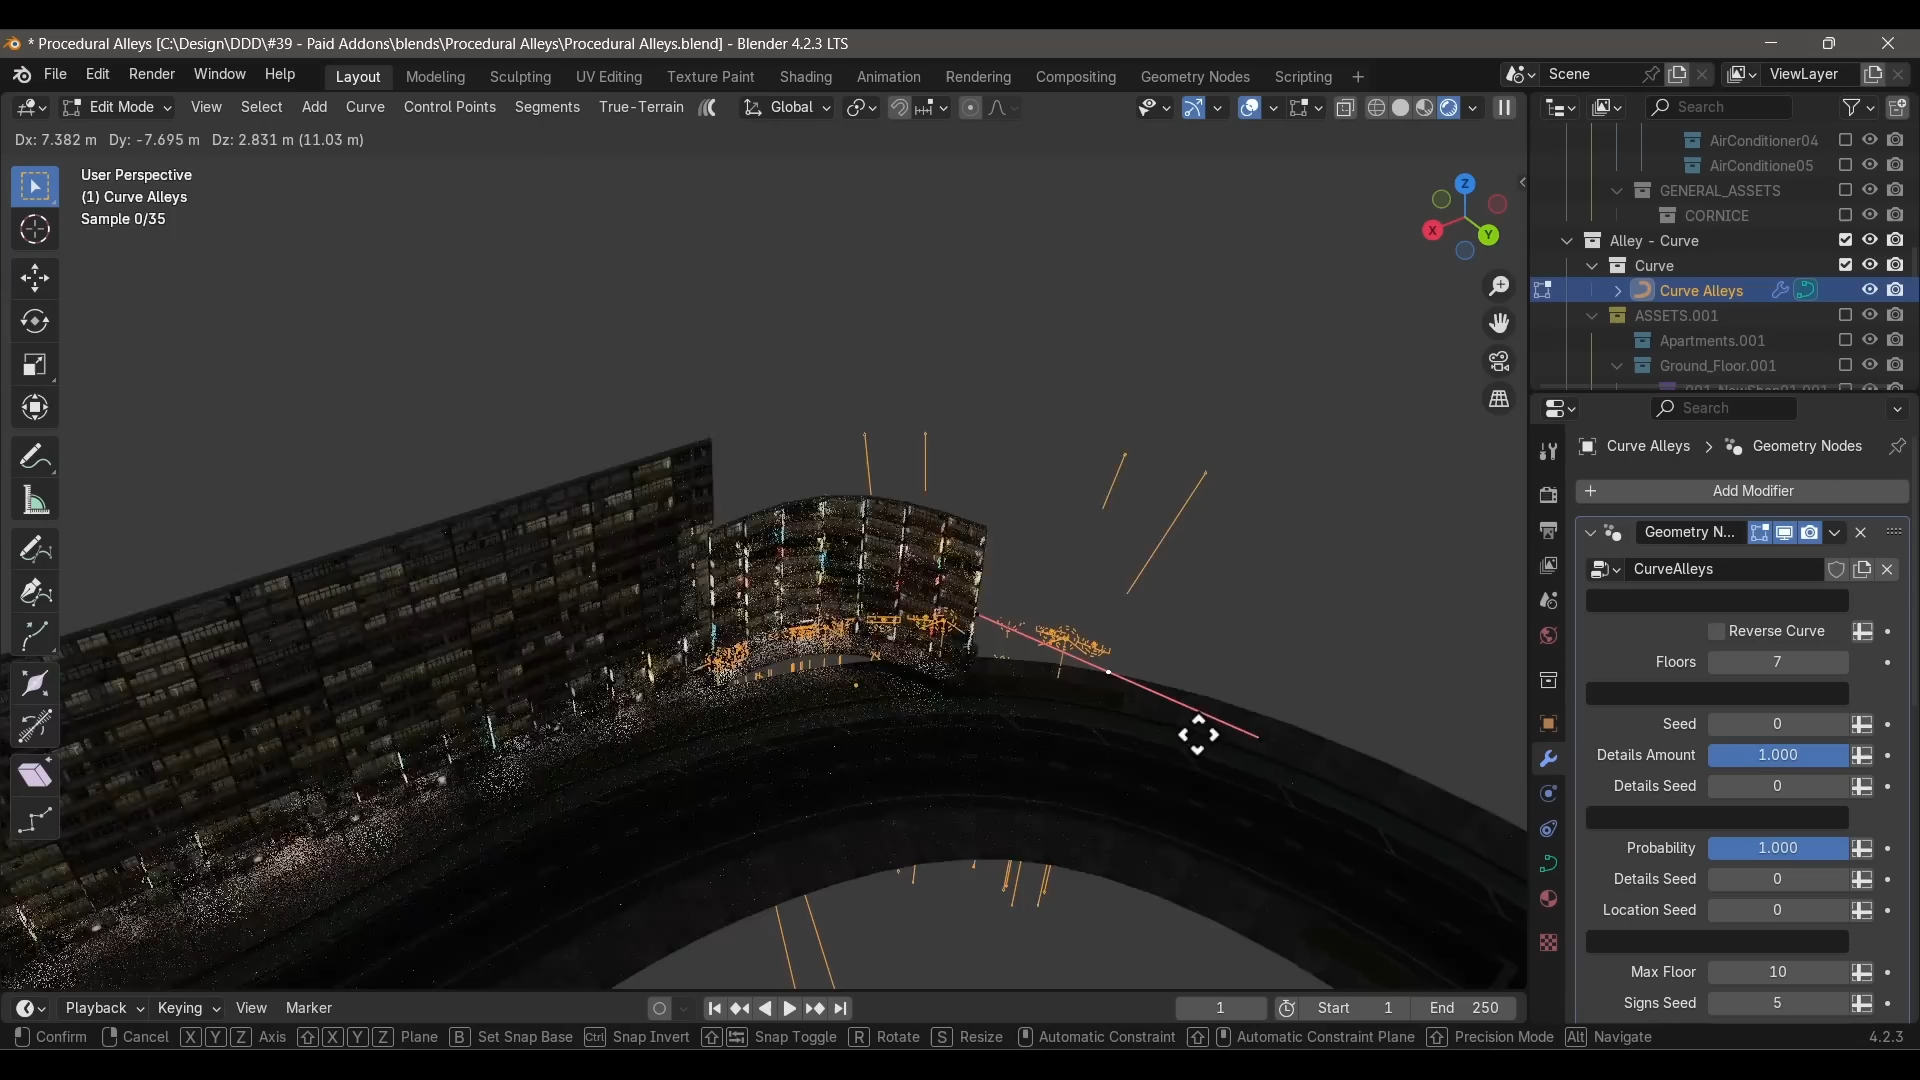 * Procedural Alleys [C:\Design\DDD\#39 - Paid Addons\blends\Procedural Alleys\Procedural Alleys.blend] - Blender 4.2.3 LTS
File Edit Render Window Help Layout Modeling Sculpting UV Editing Texture Paint Shading Animation Rendering Compositing Geometry Nodes Scripting + Scene ViewLayer
Edit Mode View Select Add Curve Control Points Segments True-Terrain Global Search
Dx: 7.382 m Dy: -7.695 m Dz: 2.831 m (11.03 m)
User Perspective
(1) Curve Alleys
Sample 0/35
Z
X
Y
AirConditioner04
AirConditione05
GENERAL_ASSETS
CORNICE
Alley - Curve
Curve
Curve Alleys
ASSETS.001
Apartments.001
Ground_Floor.001
Search
Curve Alleys > Geometry Nodes
+ Add Modifier
Geometry N...
CurveAlleys
Reverse Curve
Floors 7
Seed 0
Details Amount 1.000
Details Seed 0
Probability 1.000
Details Seed 0
Location Seed 0
Max Floor 10
Signs Seed 5
Playback Keying View Marker 1 Start 1 End 250
Confirm Cancel X Y Z Axis X Y Z Plane B Set Snap Base Ctrl Snap Invert Snap Toggle R Rotate S Resize Automatic Constraint Automatic Constraint Plane Precision Mode Alt Navigate 4.2.3